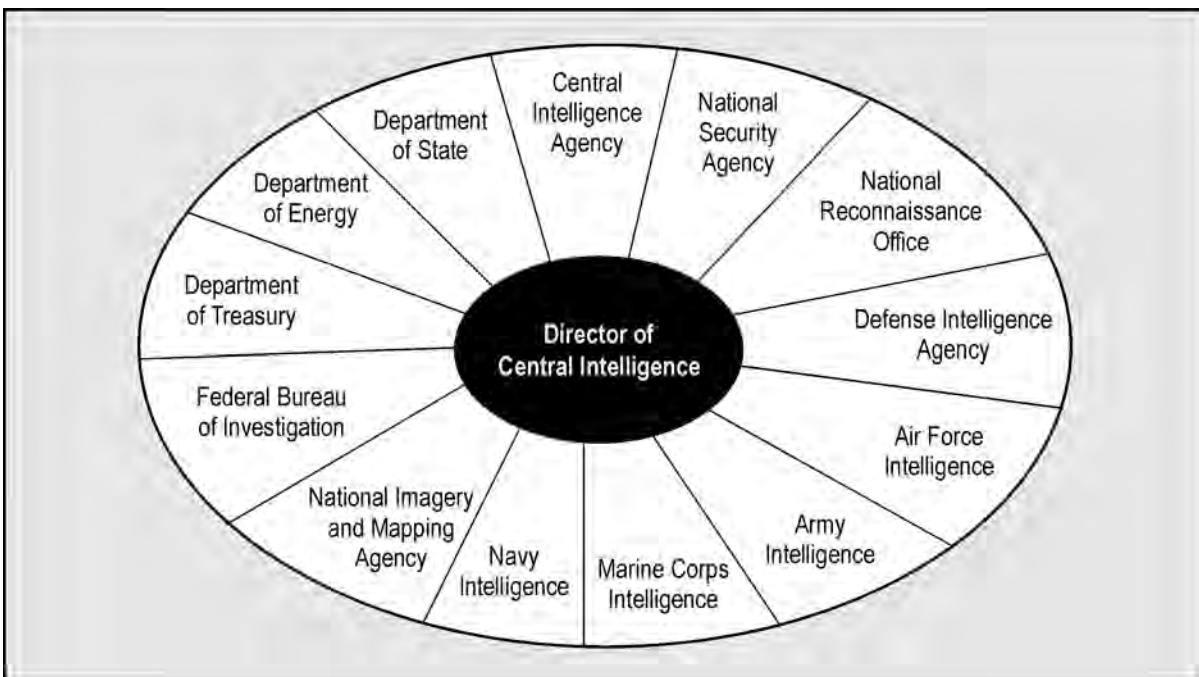 Central
Intelligence
Agency
National
Security
Agency
National
Reconnaissance
Office
Defense Intelligence
Agency
Air Force
Intelligence
Army
Intelligence
Marine Corps
Intelligence
Navy
Intelligence
National Imagery
and Mapping
Agency
Federal Bureau
of Investigation
Department
of Treasury
Department
of Energy
Department
of State
Director of
Central Intelligence